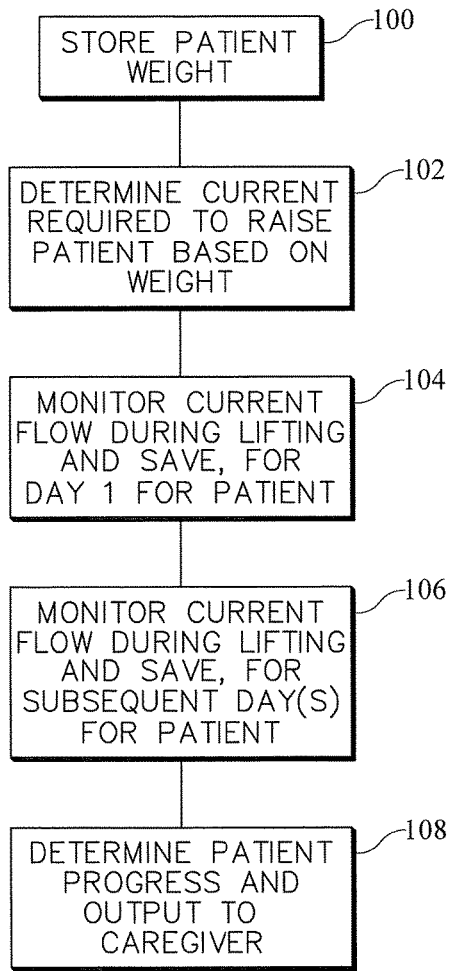 100
STORE PATIENT
WEIGHT
102
DETERMINE CURRENT
REQUIRED TO RAISE
PATIENT BASED ON
WEIGHT
104
MONITOR CURRENT
FLOW DURING LIFTING
AND SAVE, FOR
DAY 1 FOR PATIENT
106
MONITOR CURRENT
FLOW DURING LIFTING
AND SAVE, FOR
SUBSEQUENT DAY(S)
FOR PATIENT
108
DETERMINE PATIENT
PROGRESS AND
OUTPUT TO
CAREGIVER